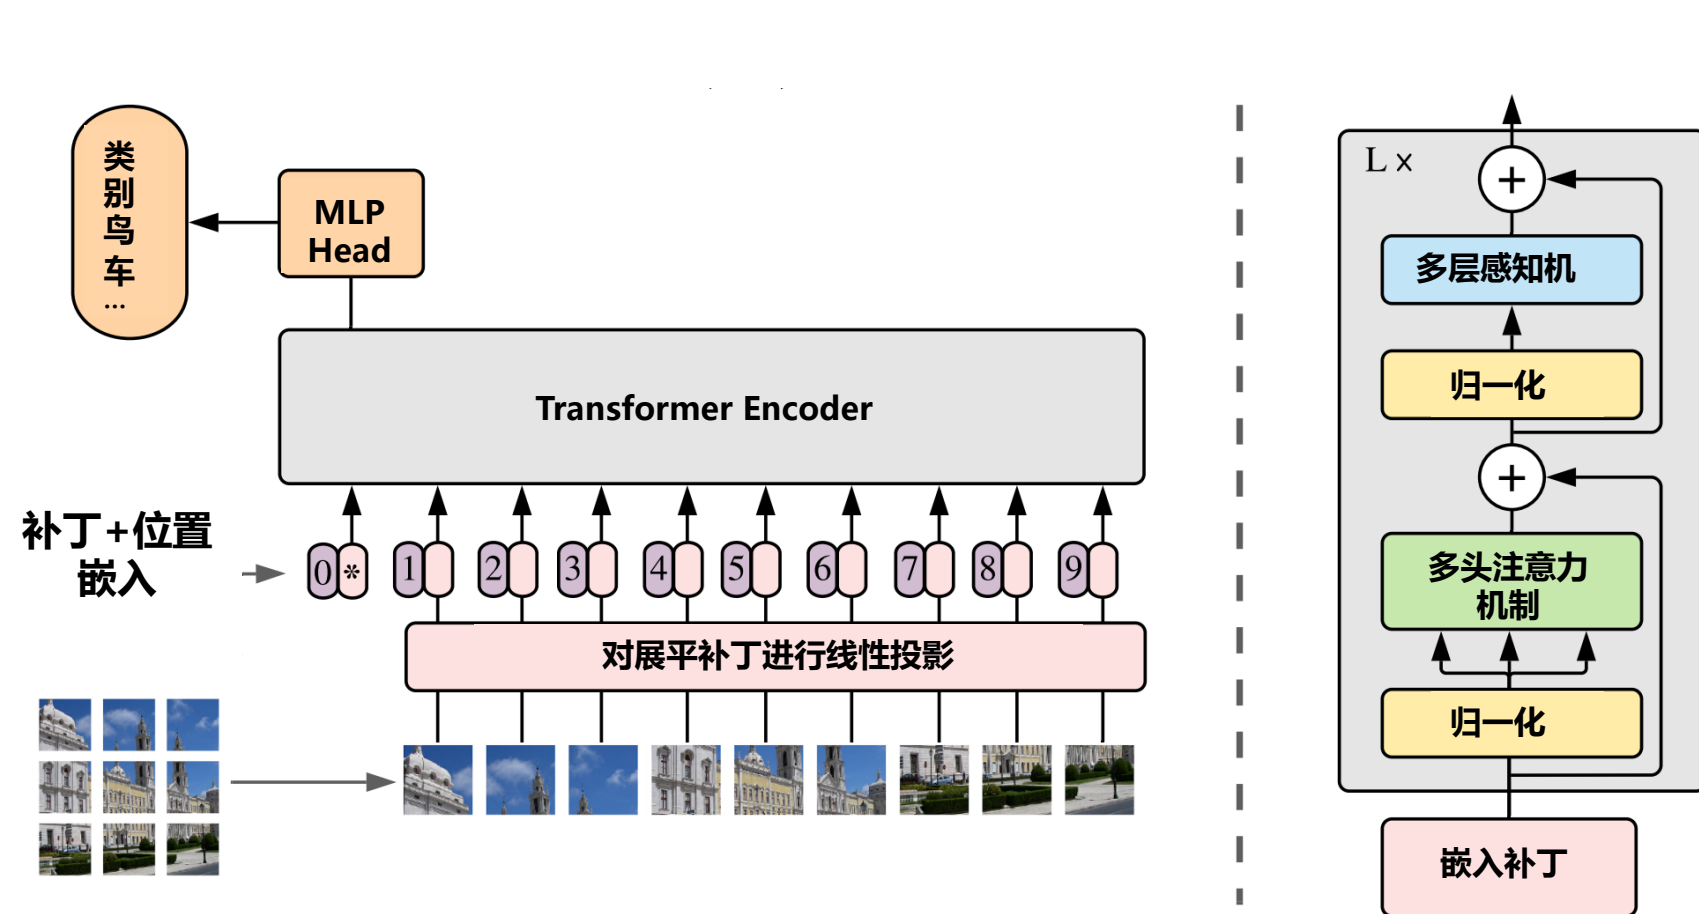 类
别
鸟
车
...
MLP
Head
Transformer Encoder
补丁+位置
嵌入
0 * 1 2 3 4 5 6 7 8 9
对展平补丁进行线性投影
L ×
+
多层感知机
归一化
+
多头注意力
机制
归一化
嵌入补丁